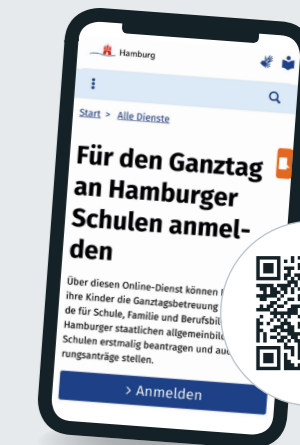 Hamburg
Start > Alle Dienste
Für den Ganztag
an Hamburger
Schulen anmel-
den
Über diesen Online-Dienst können
ihre Kinder die Ganztagsbetreuung
de für Schule, Familie und Berufsbil
Hamburger staatlichen allgemeinbil
Schulen erstmalig beantragen und auc
rungsanträge stellen.
> Anmelden